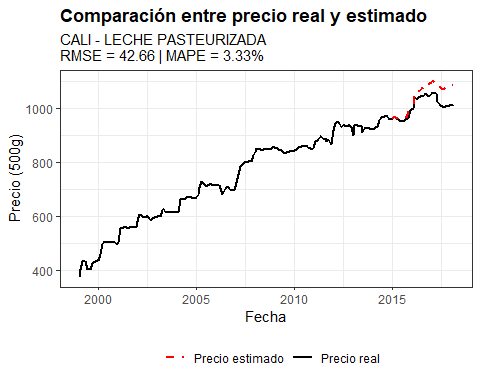 Comparación entre precio real y estimado
CALI - LECHE PASTEURIZADA
RMSE = 42.66 | MAPE = 3.33%
Precio (500g)
1000
800
600
400
2000
2005
2010
2015
Fecha
Precio estimado
Precio real